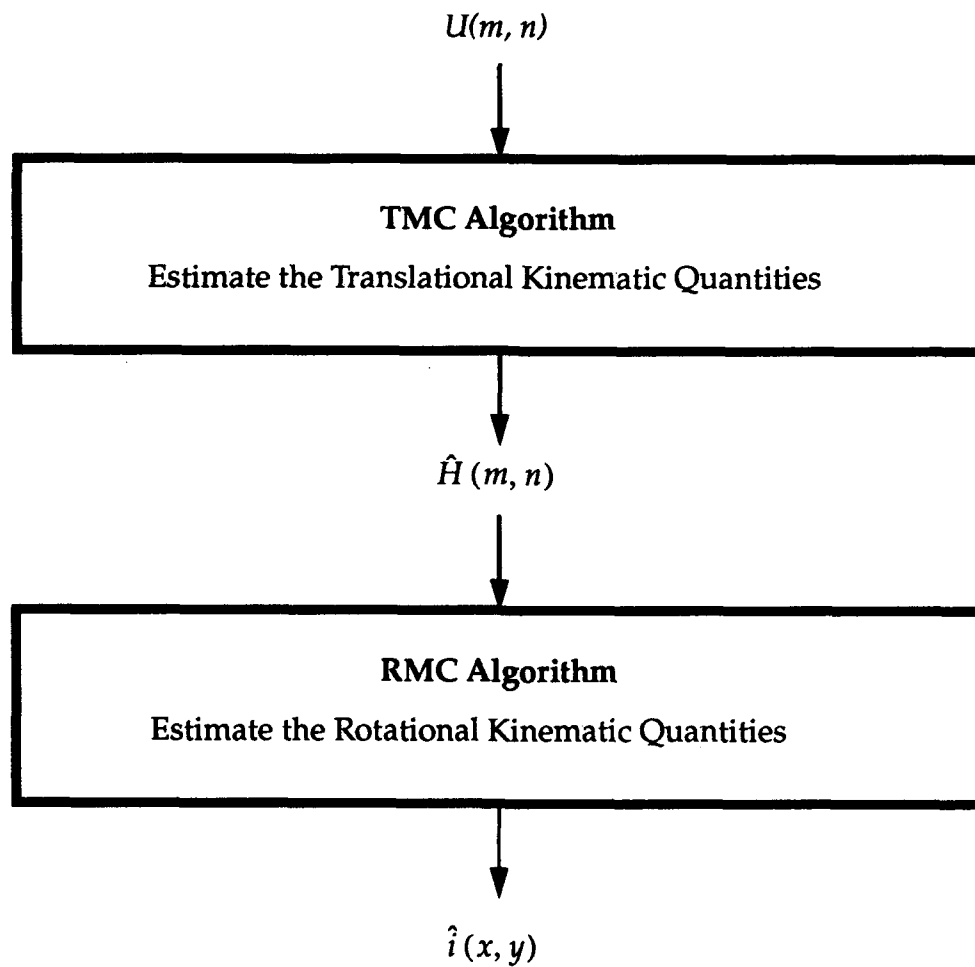 U(m, n)
TMC Algorithm
Estimate the Translational Kinematic Quantities
Ĥ (m, n)
RMC Algorithm
Estimate the Rotational Kinematic Quantities
î (x, y)